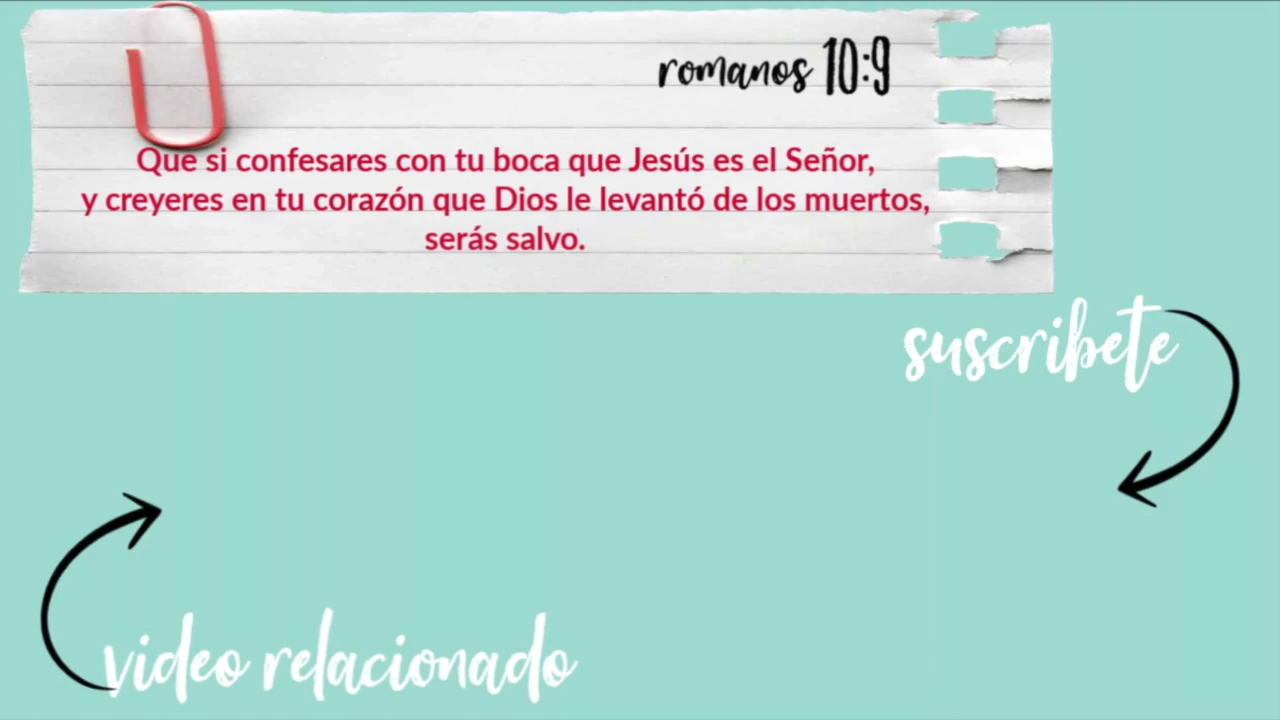 romanos 10:9
Que si confesares con tu boca que Jesús es el Señor,
y creyeres en tu corazón que Dios le levantó de los muertos,
serás salvo.
suscribete
video relacionado